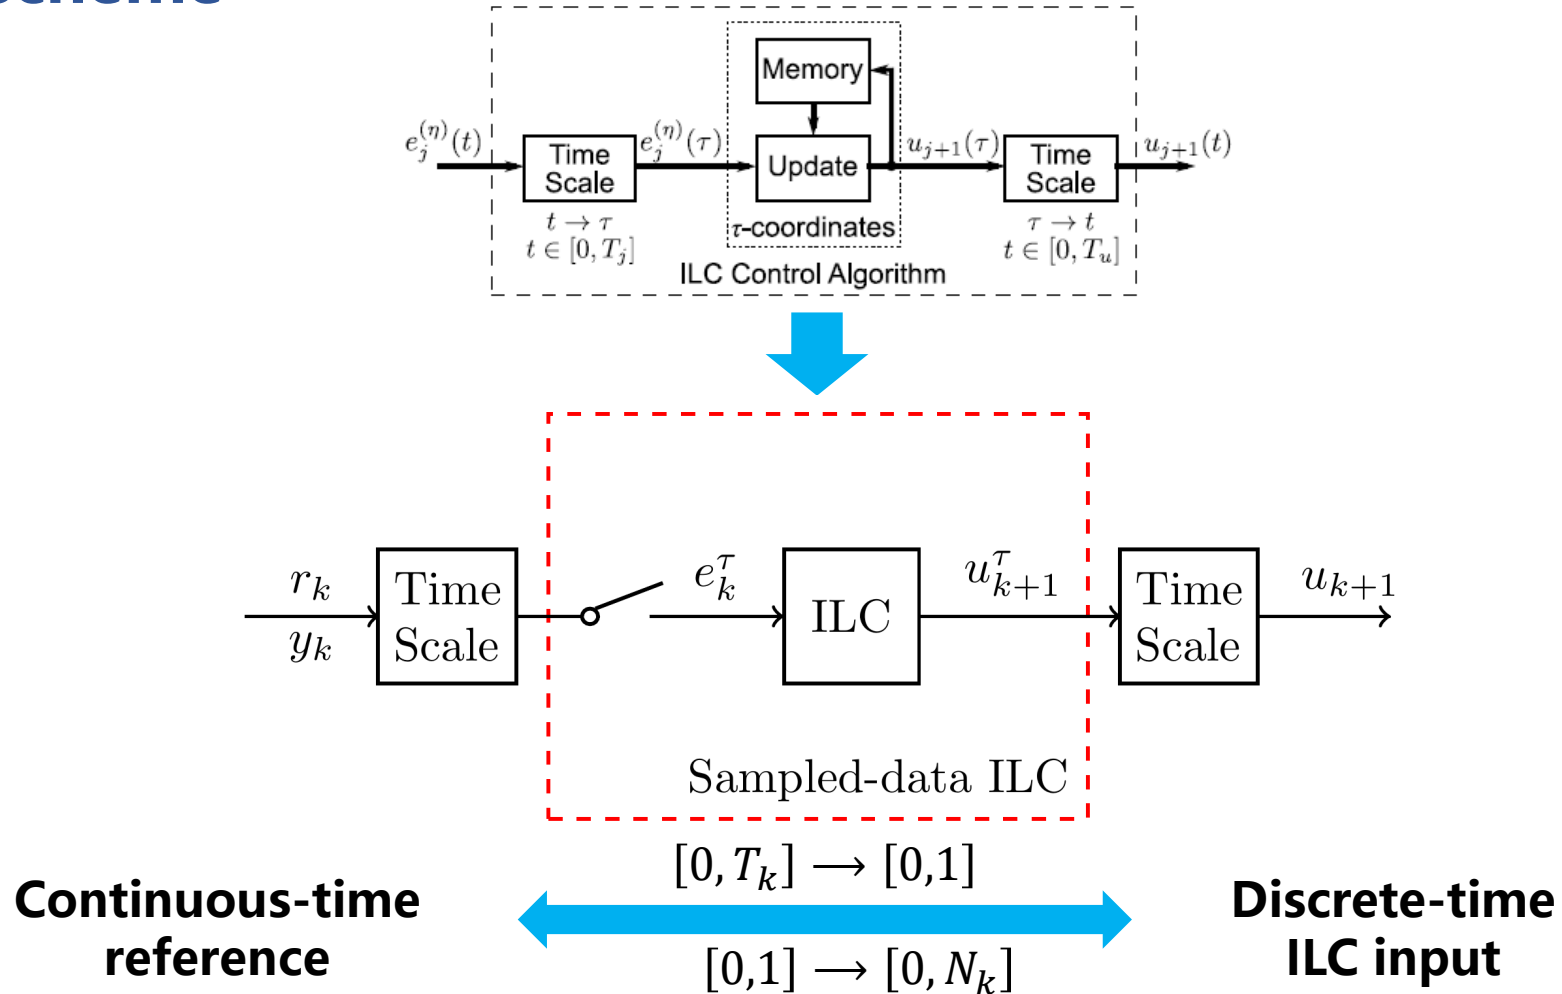 scheme
Memory
e_j^{(η)}(t)
Time
Scale
t → τ
t ∈ [0, T_j]
e_j^{(η)}(τ)
Update
τ-coordinates
u_{j+1}(τ)
Time
Scale
τ → t
t ∈ [0, T_u]
u_{j+1}(t)
ILC Control Algorithm
r_k
y_k
Time
Scale
e_k^τ
ILC
u_{k+1}^τ
Time
Scale
u_{k+1}
Sampled-data ILC
[0, T_k] ⟶ [0,1]
Continuous-time
reference
[0,1] ⟶ [0, N_k]
Discrete-time
ILC input